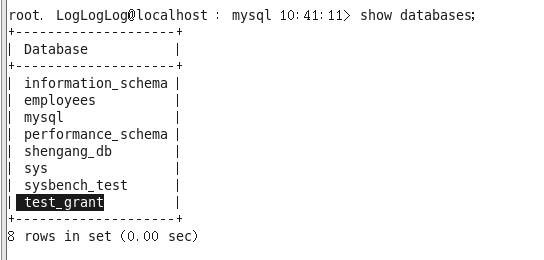 root. LogLogLog@localhost : mysql 10:41:11> show databases;
+--------------------+
| Database           |
+--------------------+
| information_schema |
| employees          |
| mysql              |
| performance_schema |
| shengang_db        |
| sys                |
| sysbench_test      |
| test_grant         |
+--------------------+
8 rows in set (0.00 sec)